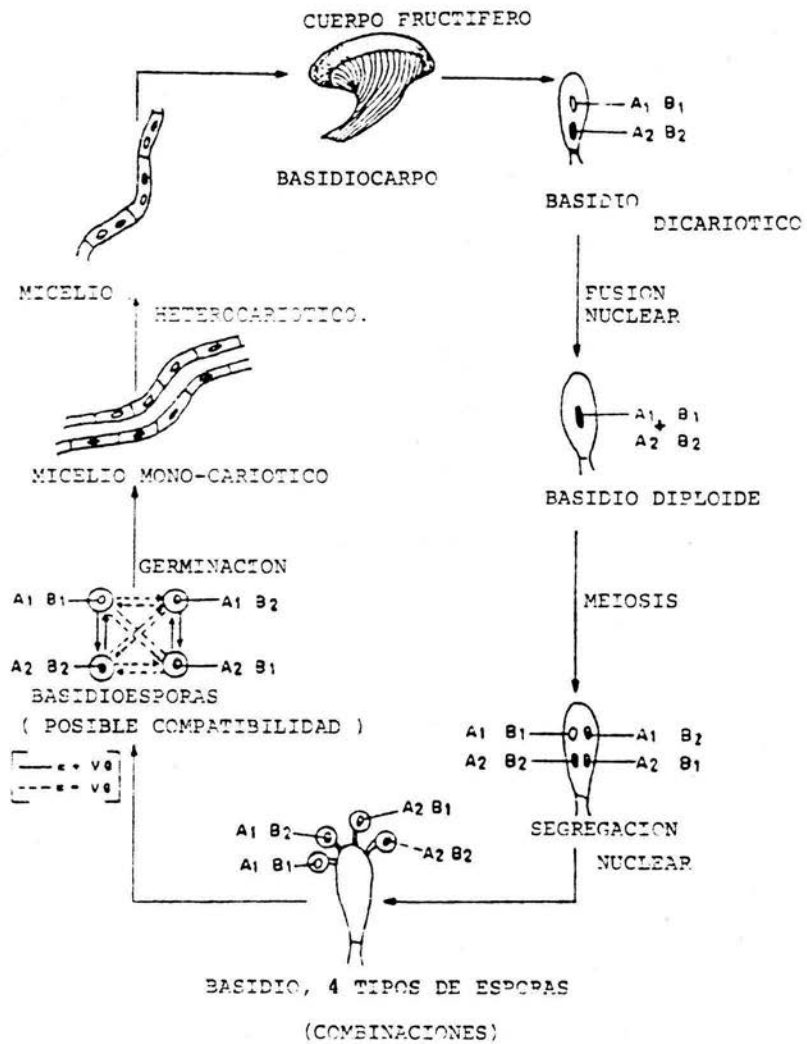 CUERPO FRUCTIFERO
BASIDIOCARPO
A1 B1
A2 B2
BASIDIO
DICARIOTICO
FUSION
NUCLEAR
A1 + B1
A2 B2
BASIDIO DIPLOIDE
MEIOSIS
A1 B1
A1 B2
A2 B2
A2 B1
SEGREGACION
NUCLEAR
A2 B1
A1 B2
A2 B2
A1 B1
BASIDIO, 4 TIPOS DE ESPORAS
(COMBINACIONES)
MICELIO
HETEROCARIOTICO.
MICELIO MONO-CARIOTICO
GERMINACION
A1 B1
A1 B2
A2 B2
A2 B1
BASIDIOESPORAS
( POSIBLE COMPATIBILIDAD )